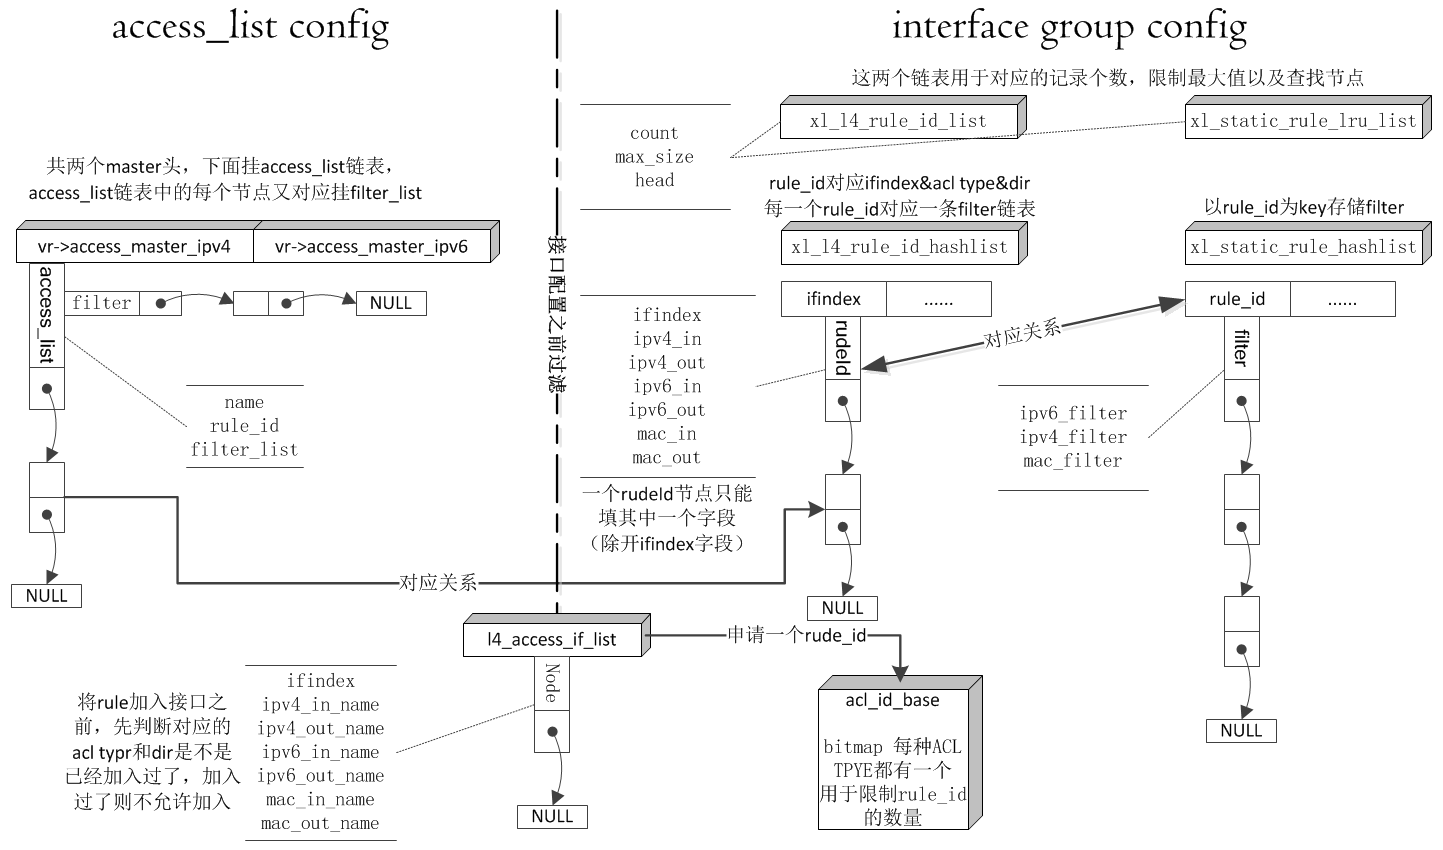 access_list config
interface group config
这两个链表用于对应的记录个数，限制最大值以及查找节点
xl_l4_rule_id_list
xl_static_rule_lru_list
count
max_size
head
共两个master头，下面挂access_list链表，
access_list链表中的每个节点又对应挂filter_list
rule_id对应ifindex&acl type&dir
每一个rule_id对应一条filter链表
以rule_id为key存储filter
vr->access_master_ipv4
vr->access_master_ipv6
xl_l4_rule_id_hashlist
xl_static_rule_hashlist
接口配置之前过滤
access_list
filter
NULL
ifindex
......
rule_id
......
rudeId
对应关系
filter
ifindex
ipv4_in
ipv4_out
ipv6_in
ipv6_out
mac_in
mac_out
name
rule_id
filter_list
ipv6_filter
ipv4_filter
mac_filter
一个rudeId节点只能
填其中一个字段
（除开ifindex字段）
对应关系
NULL
NULL
l4_access_if_list
申请一个rude_id
Node
ifindex
ipv4_in_name
ipv4_out_name
ipv6_in_name
ipv6_out_name
mac_in_name
mac_out_name
将rule加入接口之
前，先判断对应的
acl typr和dir是不是
已经加入过了，加入
过了则不允许加入
NULL
acl_id_base
bitmap 每种ACL
TPYE都有一个
用于限制rule_id
的数量
NULL